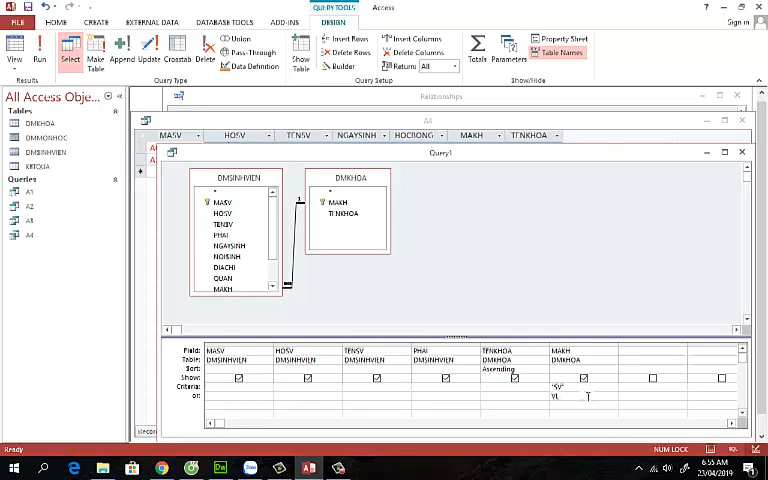 QUERY TOOLS
Access
FILE
HOME
CREATE
EXTERNAL DATA
DATABASE TOOLS
ADD-INS
DESIGN
Sign in
View
Run
Select
Make Table
Append
Update
Crosstab
Delete
Union
Pass-Through
Data Definition
Show Table
Insert Rows
Delete Rows
Builder
Insert Columns
Delete Columns
Return: All
Totals
Parameters
Property Sheet
Table Names
Results
Query Type
Query Setup
Show/Hide
All Access Obje...
Tables
DMKHOA
DMMONHOC
DMSINHVIEN
KETQUA
Queries
A1
A2
A3
A4
Relationships
A4
MASV
HOSV
TENSV
NGAYSINH
HOCBONG
MAKH
TENKHOA
Query1
DMSINHVIEN
*
MASV
HOSV
TENSV
PHAI
NGAYSINH
NOISINH
DIACHI
QUAN
MAKH
1
∞
DMKHOA
*
MAKH
TENKHOA
Field: MASV HOSV TENSV PHAI TENKHOA MAKH
Table: DMSINHVIEN DMSINHVIEN DMSINHVIEN DMSINHVIEN DMKHOA DMKHOA
Sort: Ascending
Show:
Criteria: "SV"
or: VL
Recor
Ready
NUM LOCK
SQL
6:55 AM
23/04/2019